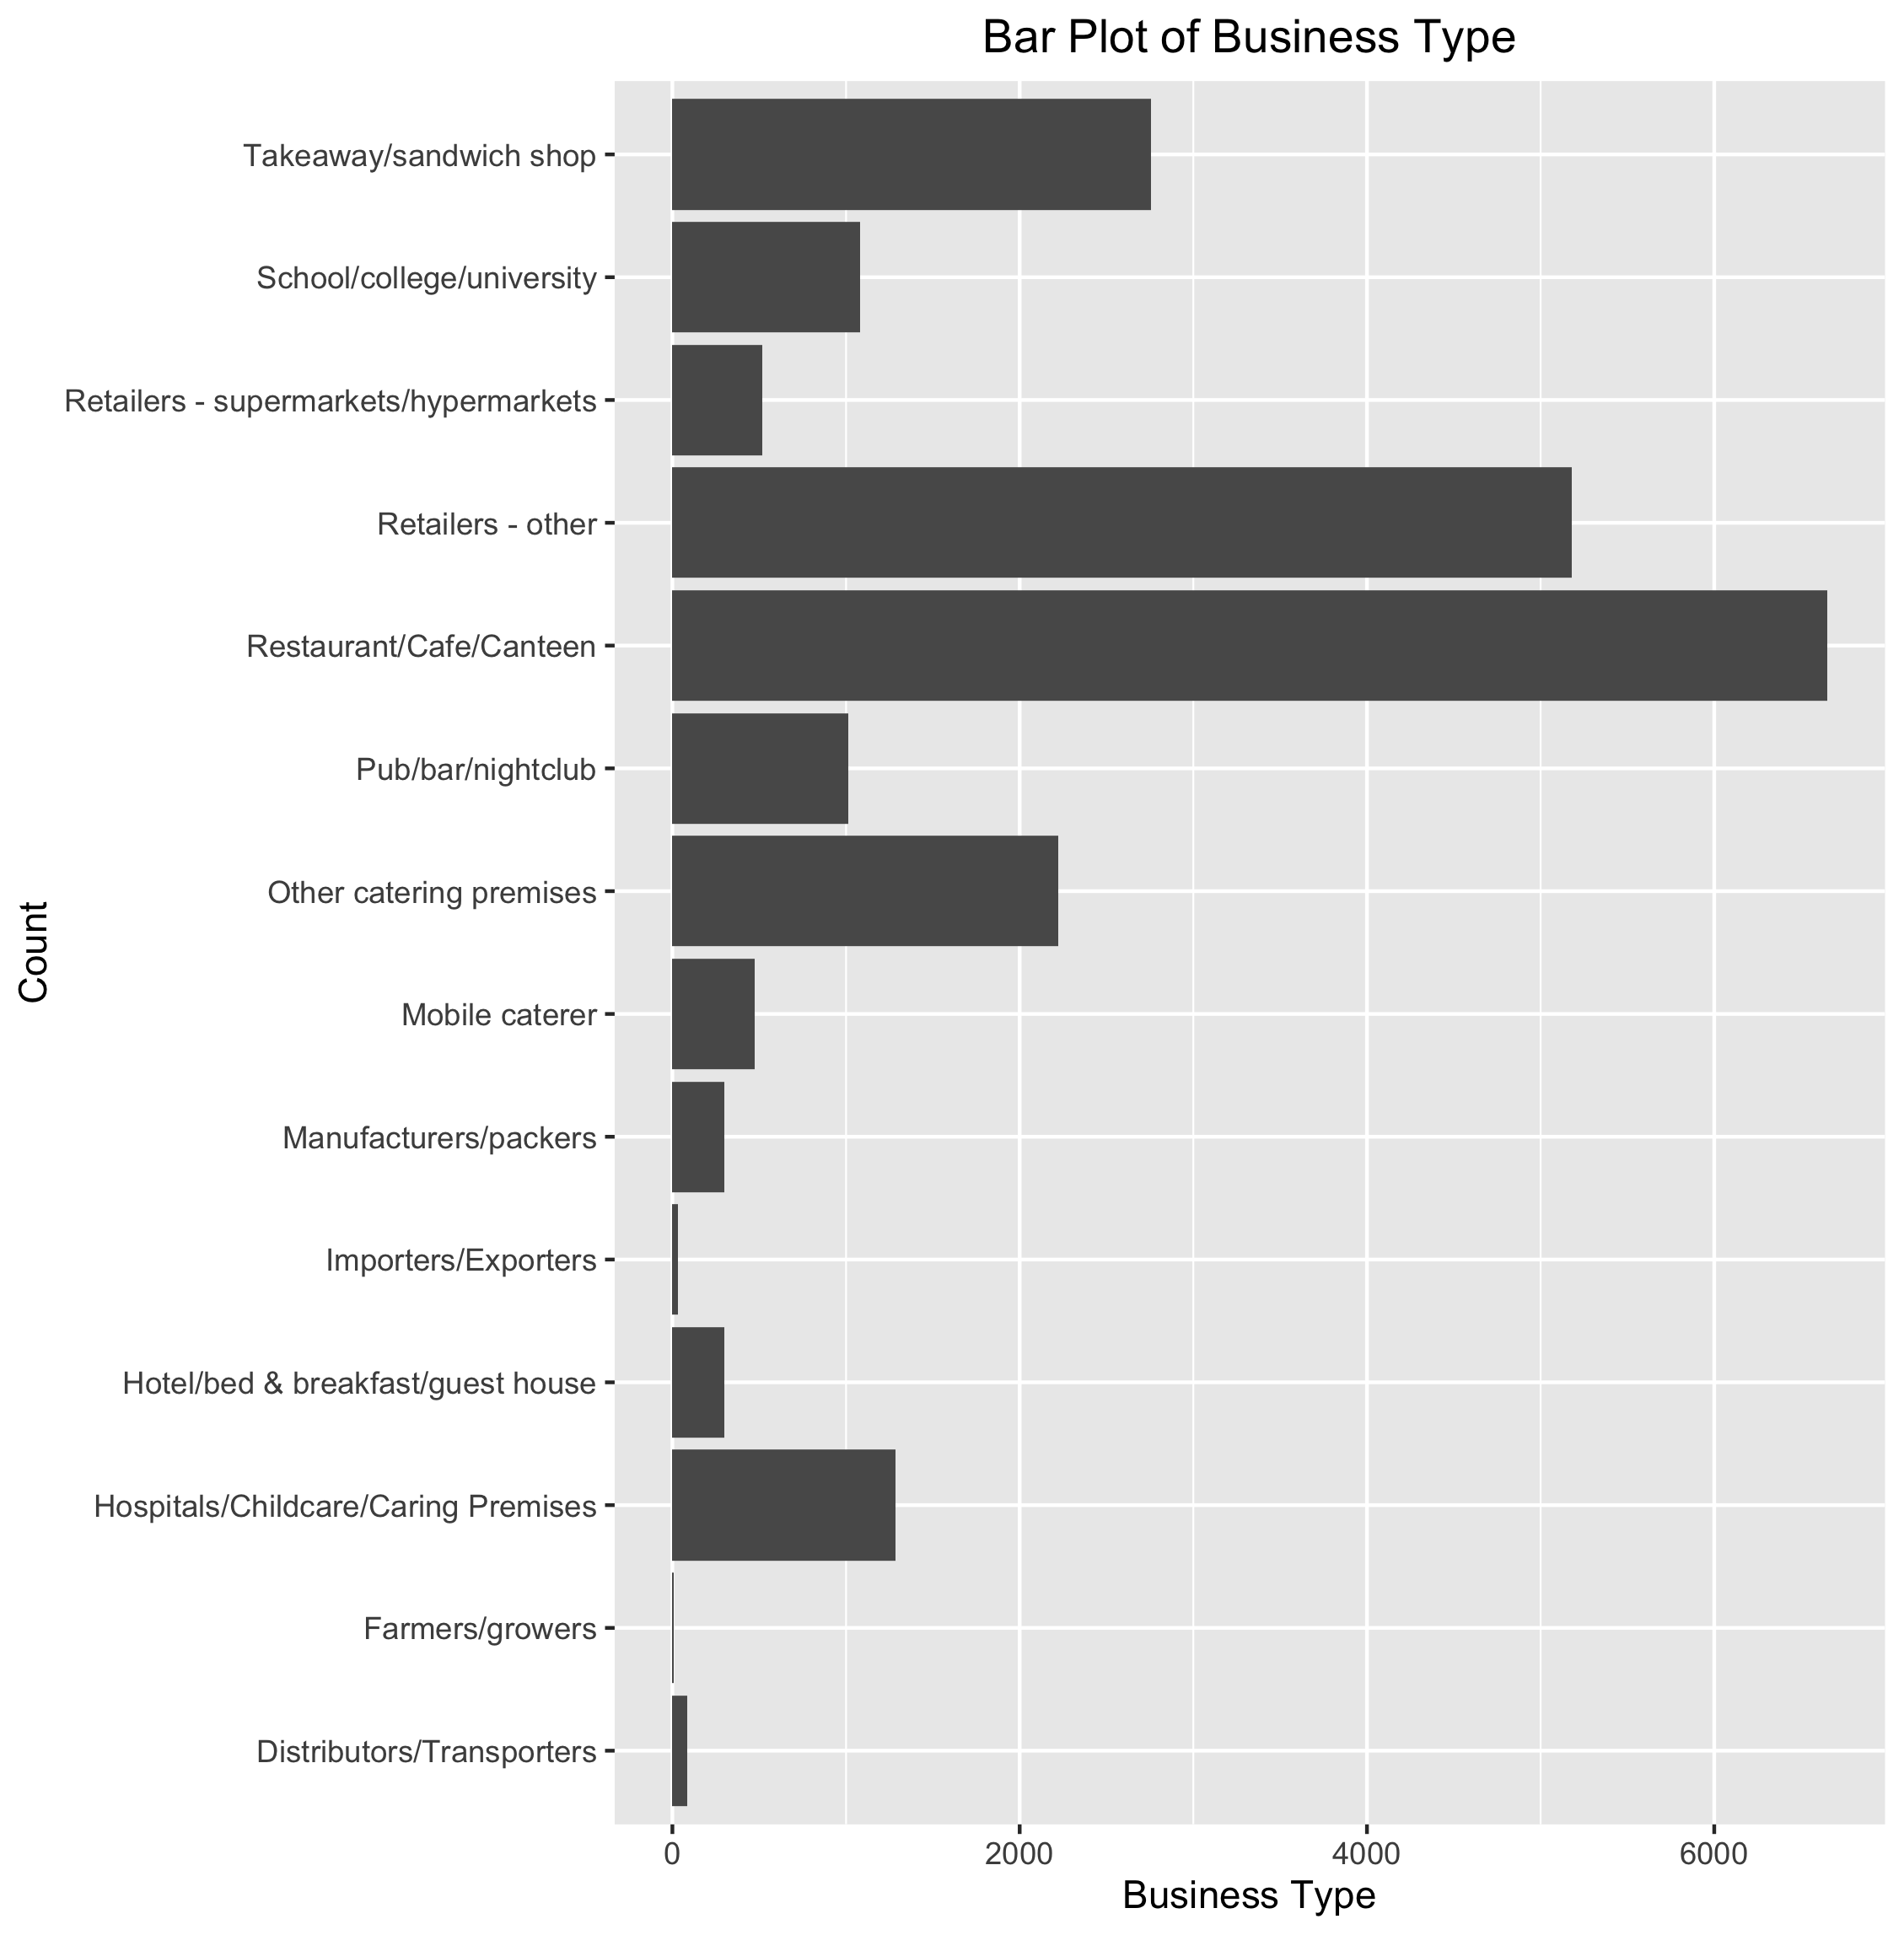 Bar Plot of Business Type
Takeaway/sandwich shop
School/college/university
Retailers - supermarkets/hypermarkets
Retailers - other
Restaurant/Cafe/Canteen
Pub/bar/nightclub
Other catering premises
Count
Mobile caterer
Manufacturers/packers
Importers/Exporters
Hotel/bed & breakfast/guest house
Hospitals/Childcare/Caring Premises
Farmers/growers
Distributors/Transporters
0 2000 4000 6000
Business Type